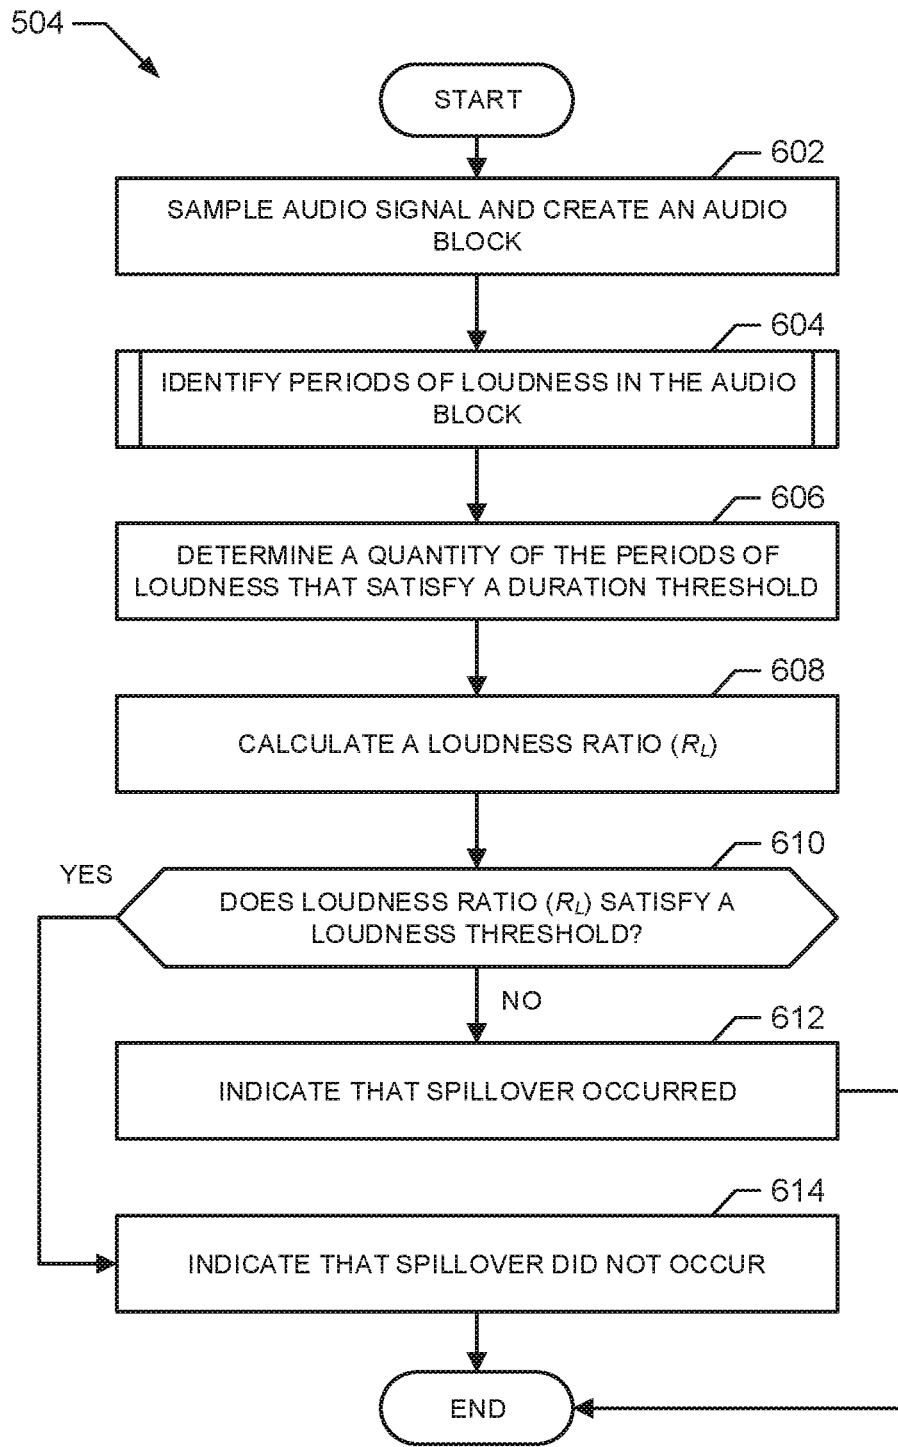 504
START
602
SAMPLE AUDIO SIGNAL AND CREATE AN AUDIO
BLOCK
604
IDENTIFY PERIODS OF LOUDNESS IN THE AUDIO
BLOCK
606
DETERMINE A QUANTITY OF THE PERIODS OF
LOUDNESS THAT SATISFY A DURATION THRESHOLD
608
CALCULATE A LOUDNESS RATIO (RL)
610
YES
DOES LOUDNESS RATIO (RL) SATISFY A
LOUDNESS THRESHOLD?
NO
612
INDICATE THAT SPILLOVER OCCURRED
614
INDICATE THAT SPILLOVER DID NOT OCCUR
END